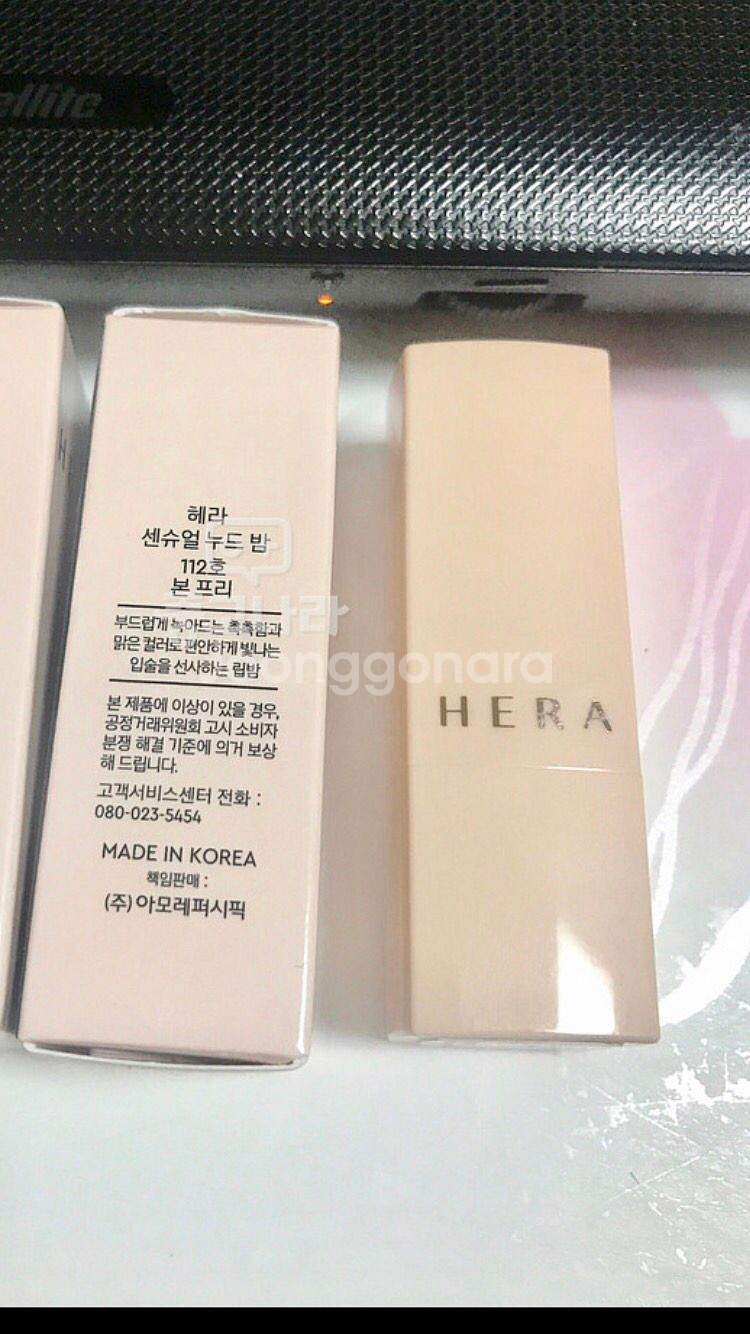 ellite
헤라
센슈얼 누드 밤
112호
본 프리
부드럽게 녹아드는 촉촉함과
맑은 컬러로 편안하게 빛나는
입술을 선사하는 립밤
본 제품에 이상이 있을 경우,
공정거래위원회 고시 소비자
분쟁 해결 기준에 의거 보상
해 드립니다.
고객서비스센터 전화 :
080-023-5454
MADE IN KOREA
책임판매 :
(주)아모레퍼시픽
HERA
중고나라
Jonggonara